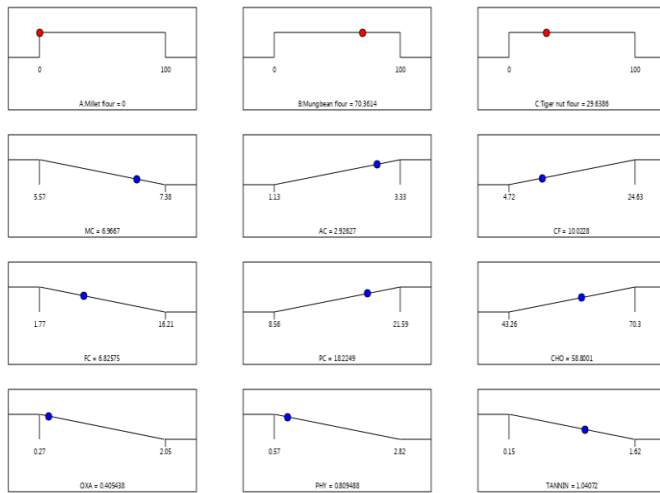 0 100
A:Millet flour = 0
0 100
B:Mungbean flour = 70.3614
0 100
C:Tiger nut flour = 29.6386
5.57 7.38
MC = 6.9667
1.13 3.33
AC = 2.92627
4.72 24.63
CF = 10.0228
1.77 16.21
FC = 6.82575
8.56 21.59
PC = 18.2249
43.26 70.3
CHO = 58.8001
0.27 2.05
OXA = 0.405438
0.57 2.82
PHY = 0.809488
0.15 1.62
TANNIN = 1.04072